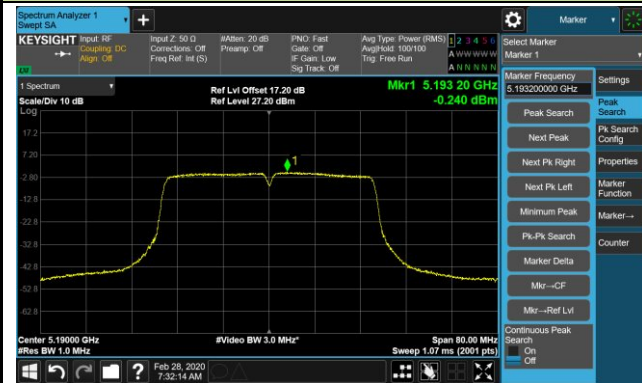 Spectrum Analyzer 1
Swept SA
Marker
KEYSIGHT
Input: RF
Coupling: DC
Align: Off
Input Z: 50 Ω
Corrections: Off
Freq Ref: Int (S)
#Atten: 20 dB
Preamp: Off
PNO: Fast
Gate: Off
IF Gain: Low
Sig Track: Off
Avg Type: Power (RMS)
Avg|Hold: 100/100
Trig: Free Run
1 2 3 4 5 6
A W W W W W
A N N N N N
Select Marker
Marker 1
1 Spectrum
Scale/Div 10 dB
Log
Ref Lvl Offset 17.20 dB
Ref Level 27.20 dBm
Mkr1 5.193 20 GHz
-0.240 dBm
17.2
7.20
-2.80
-12.8
-22.8
-32.8
-42.8
-52.8
-62.8
1
Center 5.19000 GHz
#Res BW 1.0 MHz
#Video BW 3.0 MHz*
Span 80.00 MHz
Sweep 1.07 ms (2001 pts)
Marker Frequency
5.193200000 GHz
Peak Search
Next Peak
Next Pk Right
Next Pk Left
Minimum Peak
Pk-Pk Search
Marker Delta
Mkr→CF
Mkr→Ref Lvl
Continuous Peak
Search
On
Off
Settings
Peak
Search
Pk Search
Config
Properties
Marker
Function
Marker→
Counter
?
Feb 28, 2020
7:32:14 AM